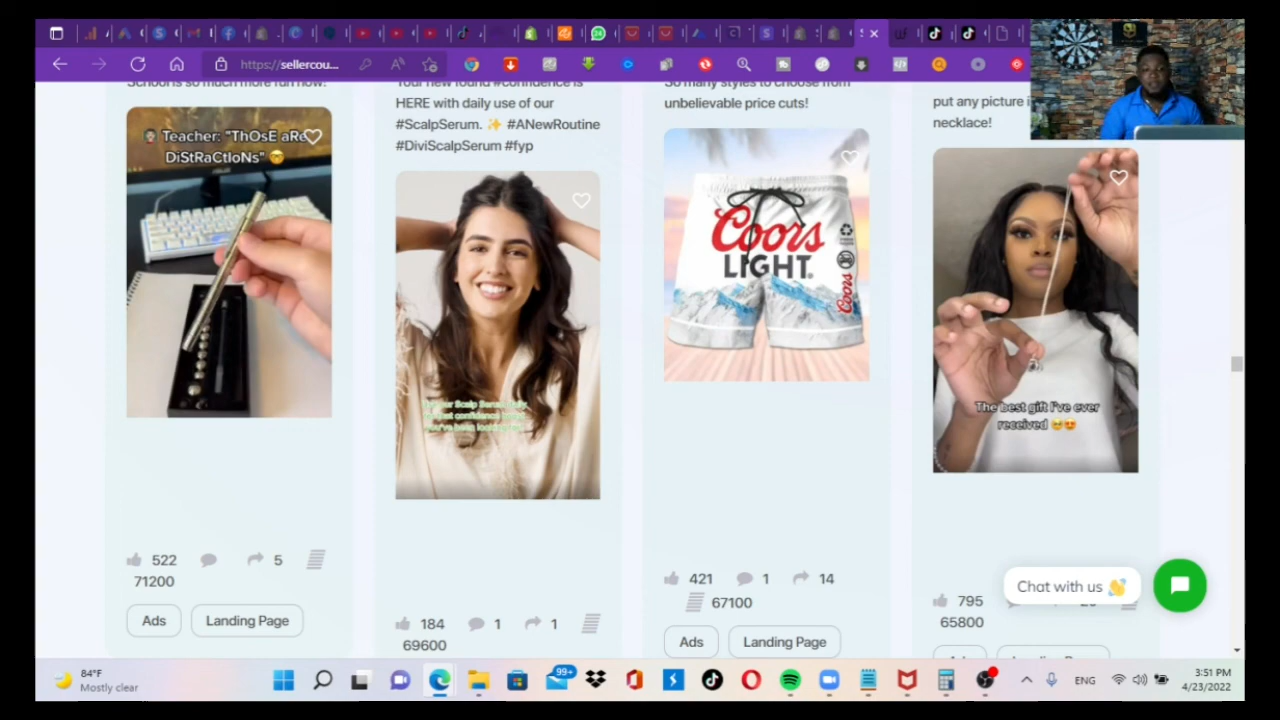 https://sellercou...
School is so much more fun now!
Teacher: "ThOsE aRe
DiStRaCtIoNs"
522
5
71200
Ads
Landing Page
Your new found #confidence is
HERE with daily use of our
#ScalpSerum. ✨ #ANewRoutine
#DiviScalpSerum #fyp
184
1
1
69600
So many styles to choose from
unbelievable price cuts!
Coors
LIGHT
Coors
421
1
14
67100
Ads
Landing Page
put any picture i
necklace!
The best gift I've ever
received 🥹😍
795
65800
Chat with us 👋
84°F
Mostly clear
99+
ENG
3:51 PM
4/23/2022